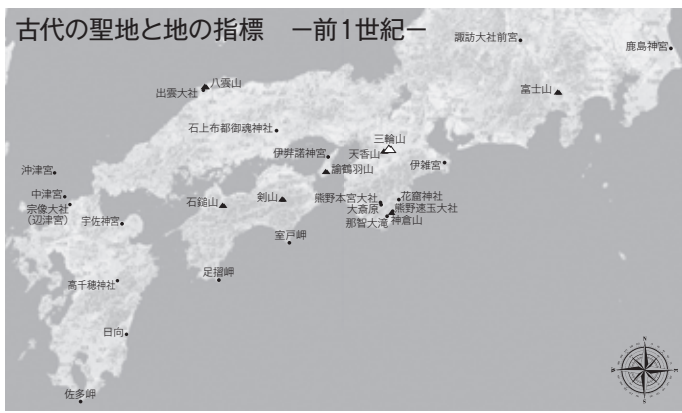 古代の聖地と地の指標 －前1世紀－
諏訪大社前宮
鹿島神宮
富士山
八雲山
出雲大社
石上布都御魂神社
三輪山
天香山
伊弉諾神宮
伊雑宮
諭鶴羽山
沖津宮
中津宮
宗像大社
(辺津宮)
宇佐神宮
石鎚山
剣山
熊野本宮大社
大斎原
那智大滝
花窟神社
熊野速玉大社
神倉山
室戸岬
足摺岬
高千穂神社
日向
佐多岬
N
W
E
S